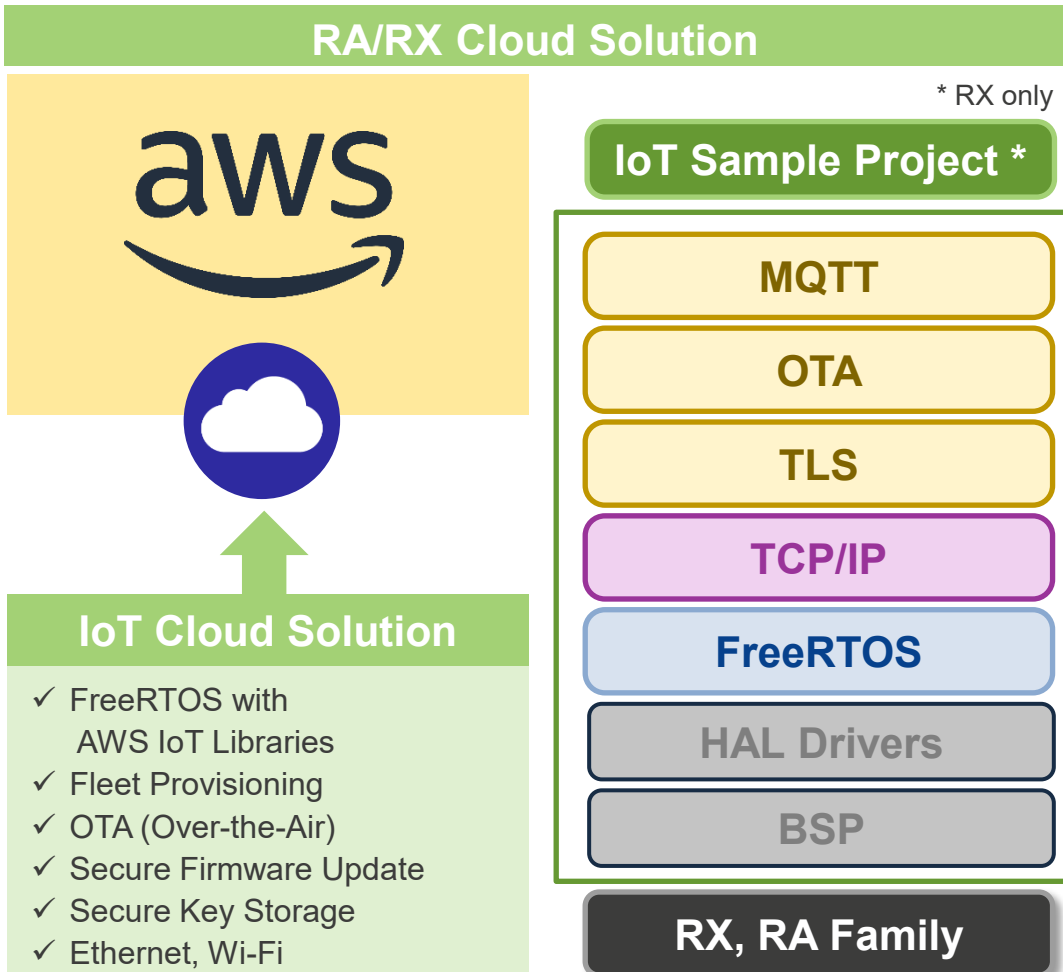 RA/RX Cloud Solution
aws
IoT Cloud Solution
✓ FreeRTOS with
AWS IoT Libraries
✓ Fleet Provisioning
✓ OTA (Over-the-Air)
✓ Secure Firmware Update
✓ Secure Key Storage
✓ Ethernet, Wi-Fi
* RX only
IoT Sample Project *
MQTT
OTA
TLS
TCP/IP
FreeRTOS
HAL Drivers
BSP
RX, RA Family